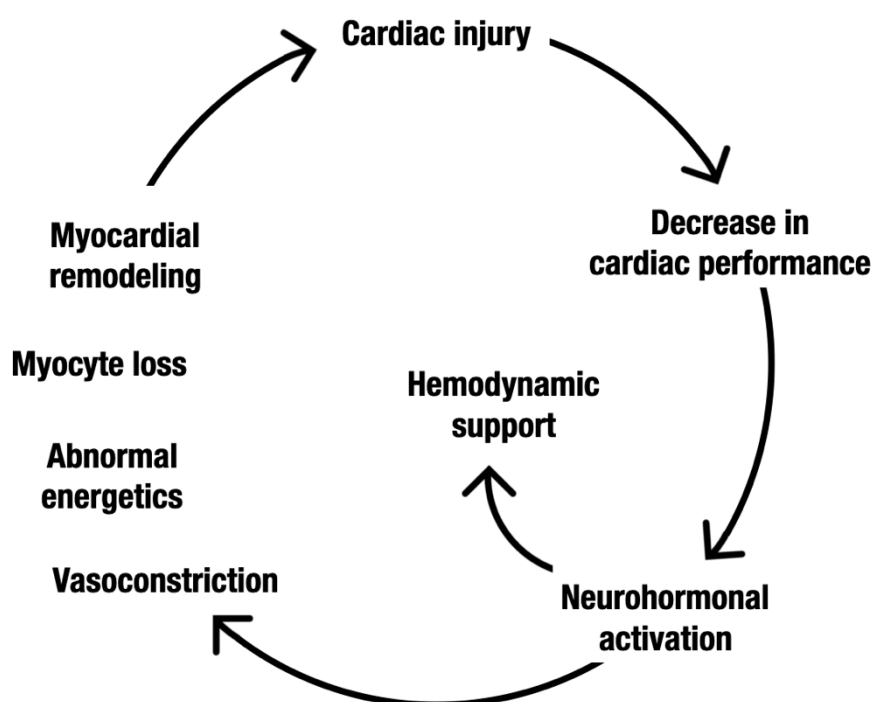 Cardiac injury
Decrease in
cardiac performance
Neurohormonal
activation
Hemodynamic
support
Vasoconstriction
Abnormal
energetics
Myocyte loss
Myocardial
remodeling